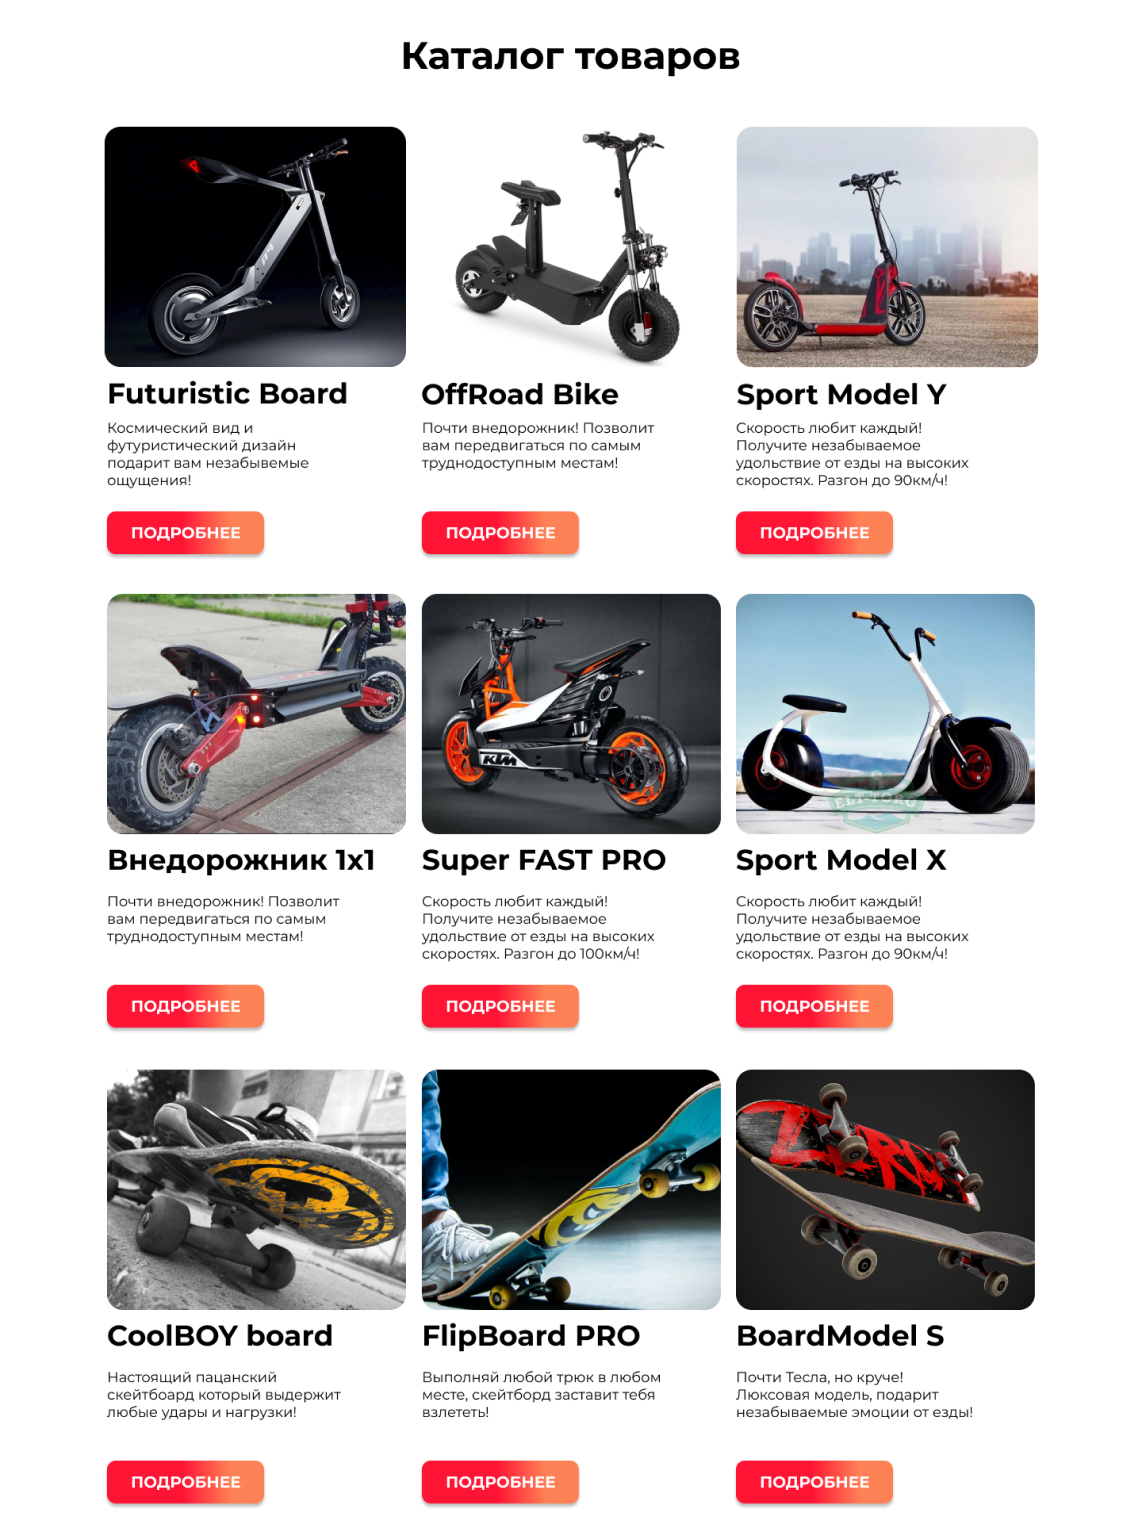 Каталог товаров
Futuristic Board
Космический вид и
футуристический дизайн
подарит вам незабывемые
ощущения!
ПОДРОБНЕЕ
OffRoad Bike
Почти внедорожник! Позволит
вам передвигаться по самым
труднодоступным местам!
ПОДРОБНЕЕ
Sport Model Y
Скорость любит каждый!
Получите незабываемое
удольствие от езды на высоких
скоростях. Разгон до 90км/ч!
ПОДРОБНЕЕ
Внедорожник 1x1
Почти внедорожник! Позволит
вам передвигаться по самым
труднодоступным местам!
ПОДРОБНЕЕ
KTM
Super FAST PRO
Скорость любит каждый!
Получите незабываемое
удольствие от езды на высоких
скоростях. Разгон до 100км/ч!
ПОДРОБНЕЕ
ELT-TORG
Sport Model X
Скорость любит каждый!
Получите незабываемое
удольствие от езды на высоких
скоростях. Разгон до 90км/ч!
ПОДРОБНЕЕ
CoolBOY board
Настоящий пацанский
скейтбоард который выдержит
любые удары и нагрузки!
ПОДРОБНЕЕ
FlipBoard PRO
Выполняй любой трюк в любом
месте, скейтборд заставит тебя
взлететь!
ПОДРОБНЕЕ
BoardModel S
Почти Тесла, но круче!
Люксовая модель, подарит
незабываемые эмоции от езды!
ПОДРОБНЕЕ